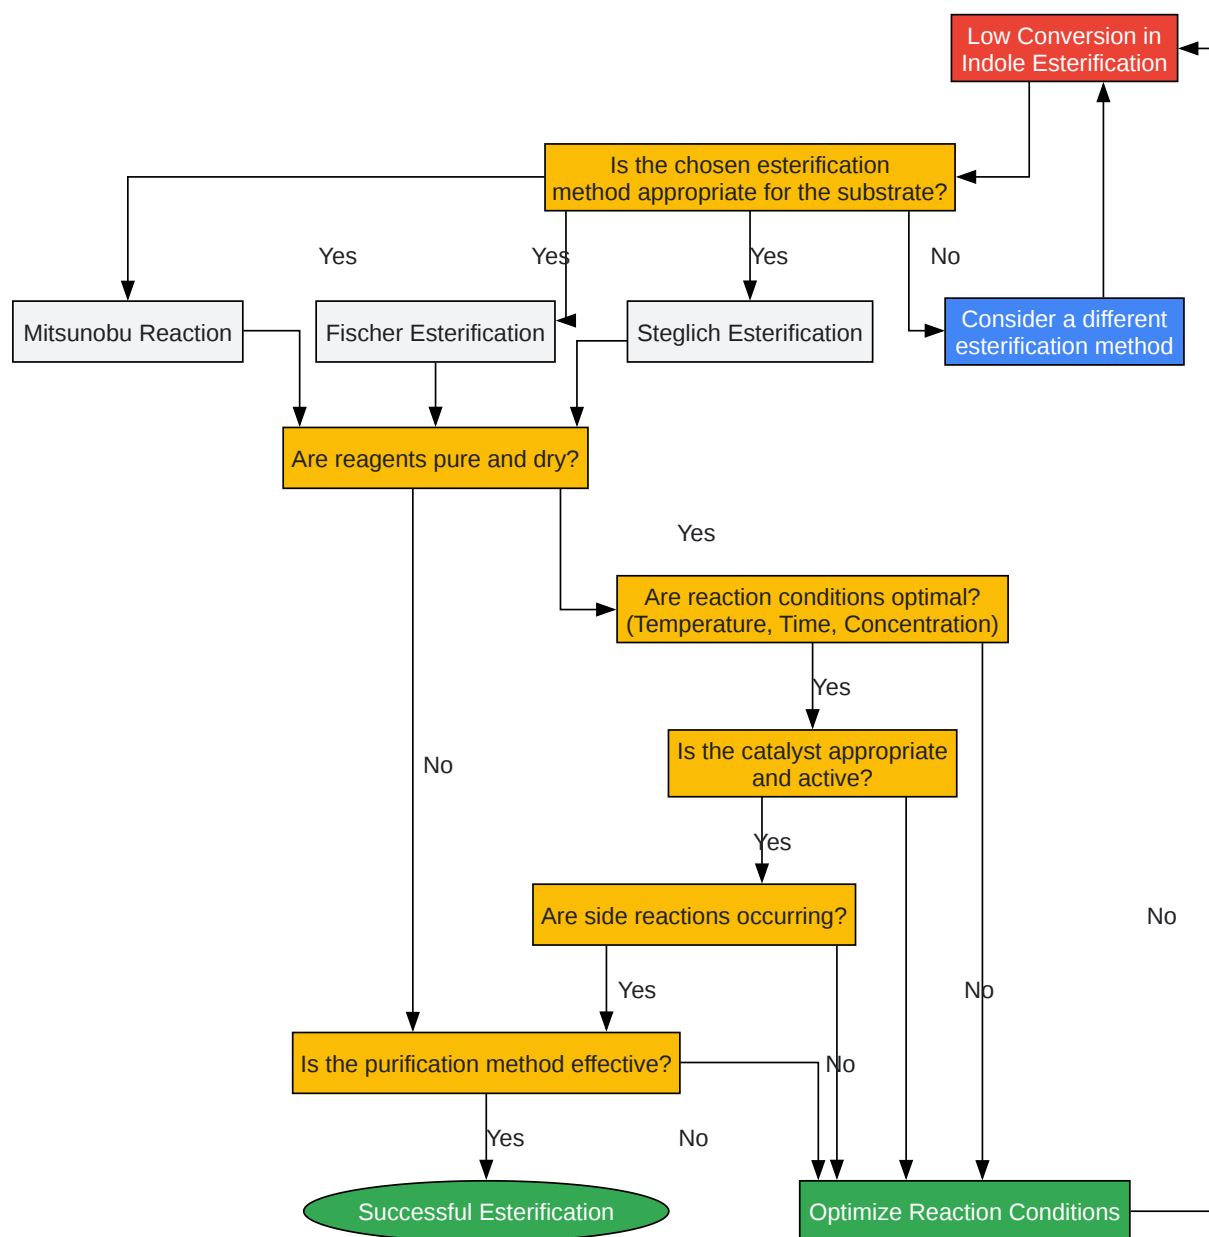 Low Conversion in
Indole Esterification
Is the chosen esterification
method appropriate for the substrate?
Yes
Yes
Yes
No
Mitsunobu Reaction
Fischer Esterification
Steglich Esterification
Consider a different
esterification method
Are reagents pure and dry?
Yes
Are reaction conditions optimal?
(Temperature, Time, Concentration)
Yes
Is the catalyst appropriate
and active?
No
Yes
Are side reactions occurring?
No
Yes
No
Is the purification method effective?
No
Yes
No
Successful Esterification
Optimize Reaction Conditions